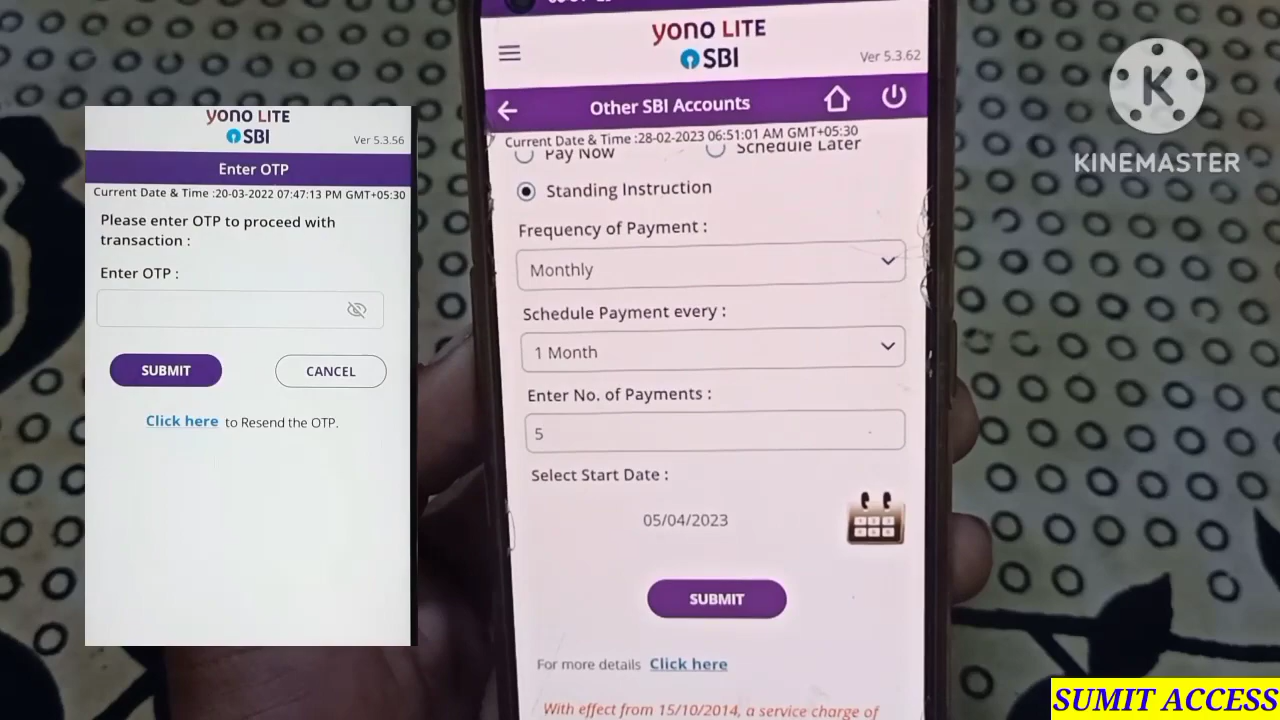 yono LITE
SBI
Ver 5.3.56
Enter OTP
Current Date & Time :20-03-2022 07:47:13 PM GMT+05:30
Please enter OTP to proceed with
transaction :
Enter OTP :
SUBMIT
CANCEL
Click here to Resend the OTP.
yono LITE
SBI
Ver 5.3.62
Other SBI Accounts
Current Date & Time :28-02-2023 06:51:01 AM GMT+05:30
Pay Now
Schedule Later
Standing Instruction
Frequency of Payment :
Monthly
Schedule Payment every :
1 Month
Enter No. of Payments :
5
Select Start Date :
05/04/2023
SUBMIT
For more details Click here
With effect from 15/10/2014, a service charge of
K
KINEMASTER
SUMIT ACCESS